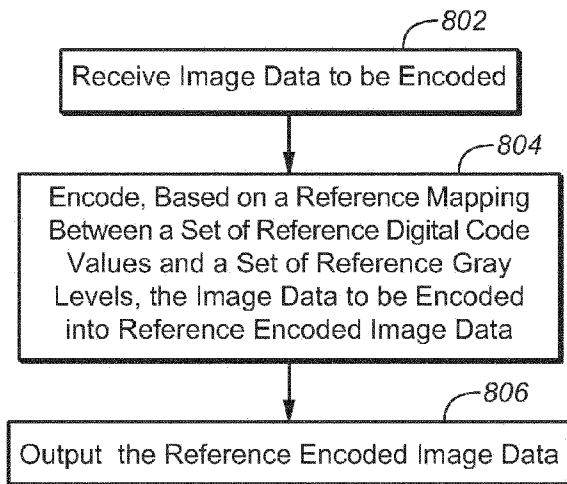 802
Receive Image Data to be Encoded
804
Encode, Based on a Reference Mapping
Between a Set of Reference Digital Code
Values and a Set of Reference Gray
Levels, the Image Data to be Encoded
into Reference Encoded Image Data
806
Output the Reference Encoded Image Data